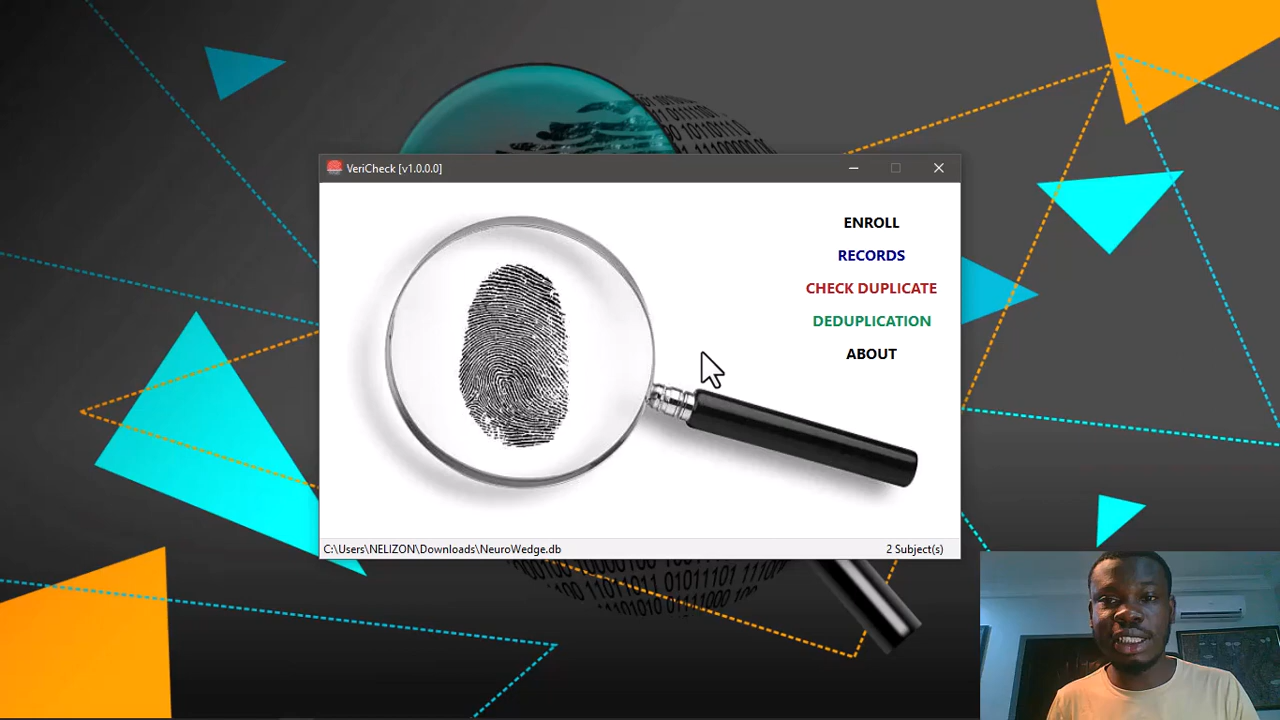 VeriCheck [v1.0.0.0]
ENROLL
RECORDS
CHECK DUPLICATE
DEDUPLICATION
ABOUT
C:\Users\NELIZON\Downloads\NeuroWedge.db
2 Subject(s)